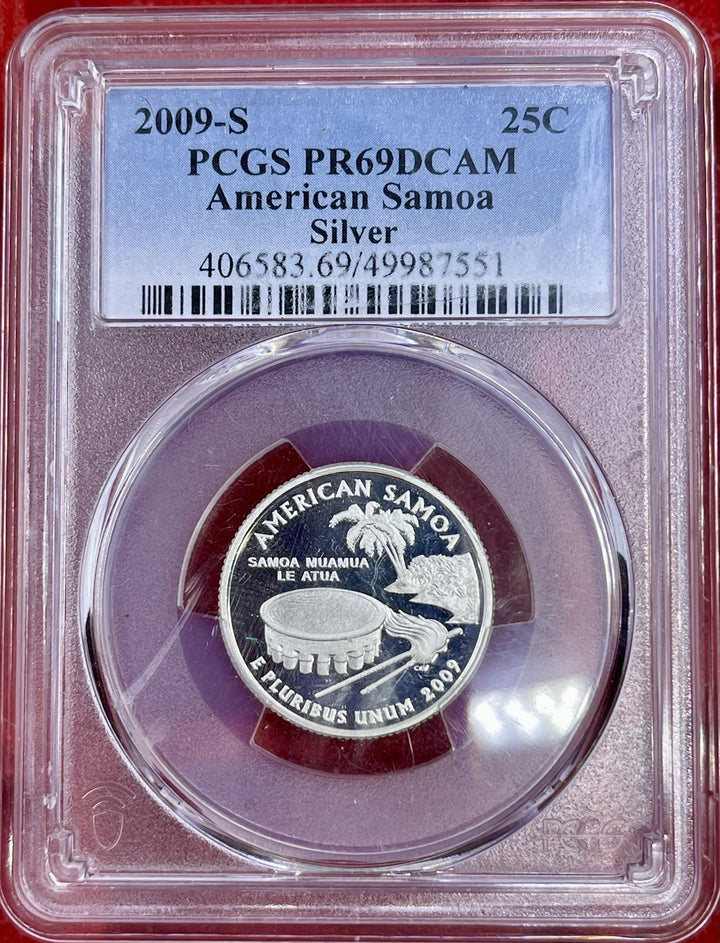 2009-S 25C
PCGS PR69DCAM
American Samoa
Silver
406583.69/49987551
AMERICAN SAMOA
SAMOA MUAMUA
LE ATUA
E PLURIBUS UNUM 2009
PCGS